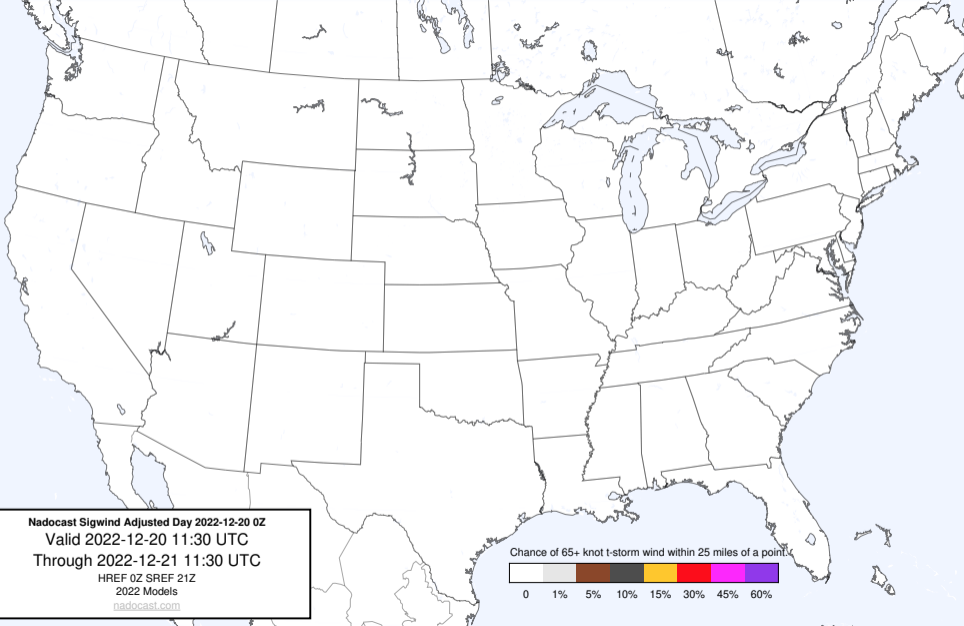 Nadocast Sigwind Adjusted Day 2022-12-20 0Z
Valid 2022-12-20 11:30 UTC
Through 2022-12-21 11:30 UTC
HREF 0Z SREF 21Z
2022 Models
nadocast.com
Chance of 65+ knot t-storm wind within 25 miles of a point.
0 1% 5% 10% 15% 30% 45% 60%